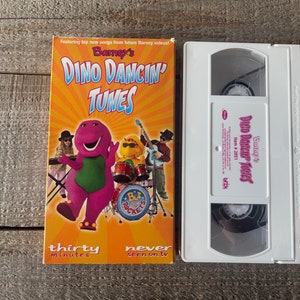 Featuring hip new songs from future Barney videos!
Barney's
DINO DANCIN'
TUNES
thirty
minutes
never
seen on tv
Barney's
DINO DANCIN' TUNES